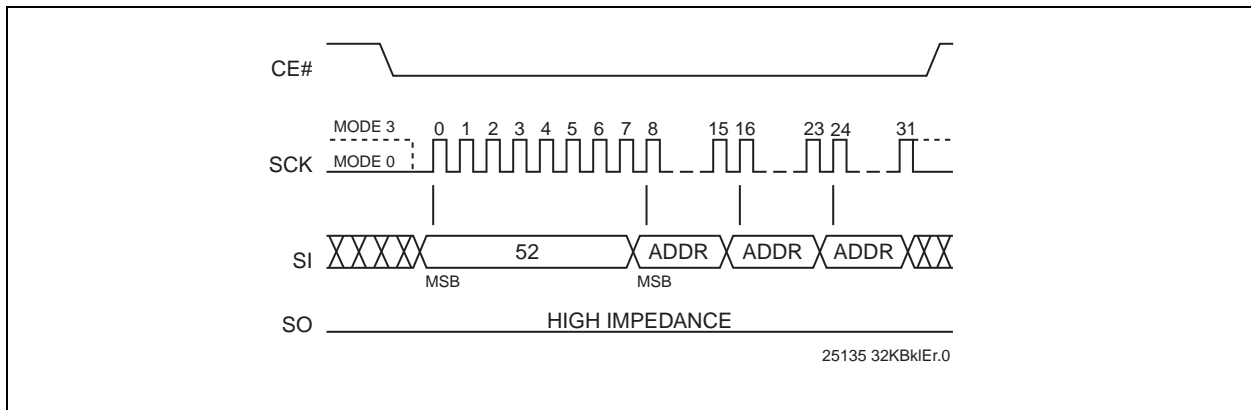 CE#
MODE 3
0 1 2 3 4 5 6 7 8 15 16 23 24 31
SCK
MODE 0
SI
52
ADDR
ADDR
ADDR
MSB
MSB
SO
HIGH IMPEDANCE
25135 32KBklEr.0